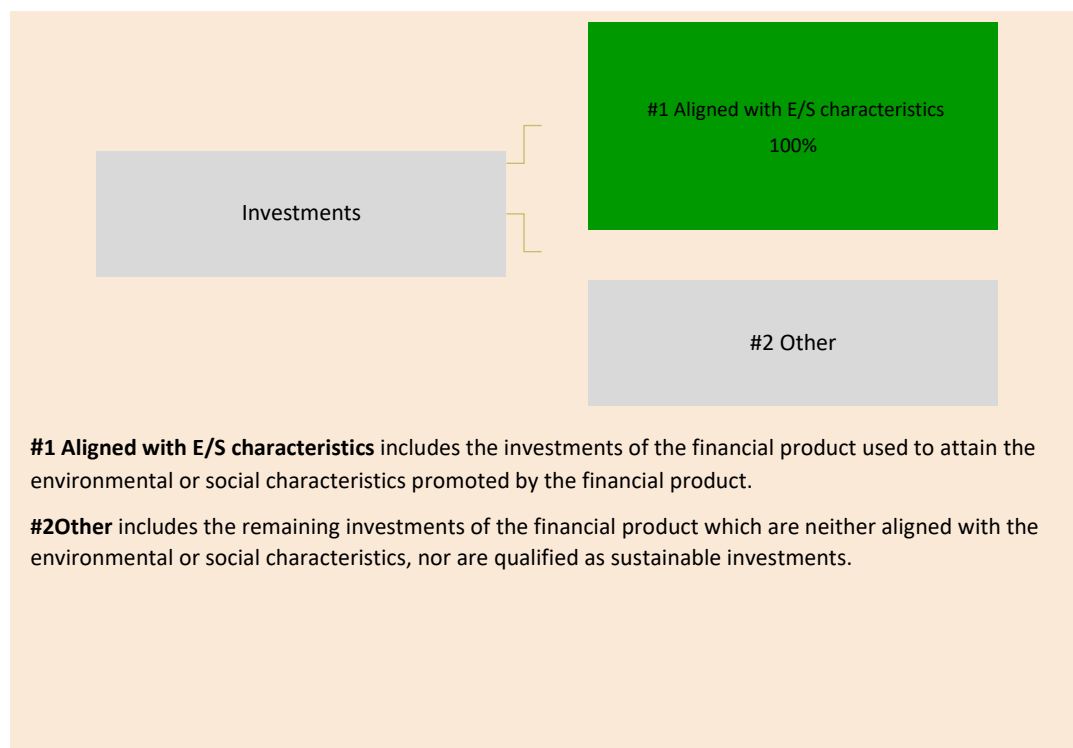 #1 Aligned with E/S characteristics
100%
Investments
#2 Other
#1 Aligned with E/S characteristics includes the investments of the financial product used to attain the
environmental or social characteristics promoted by the financial product.
#2Other includes the remaining investments of the financial product which are neither aligned with the
environmental or social characteristics, nor are qualified as sustainable investments.